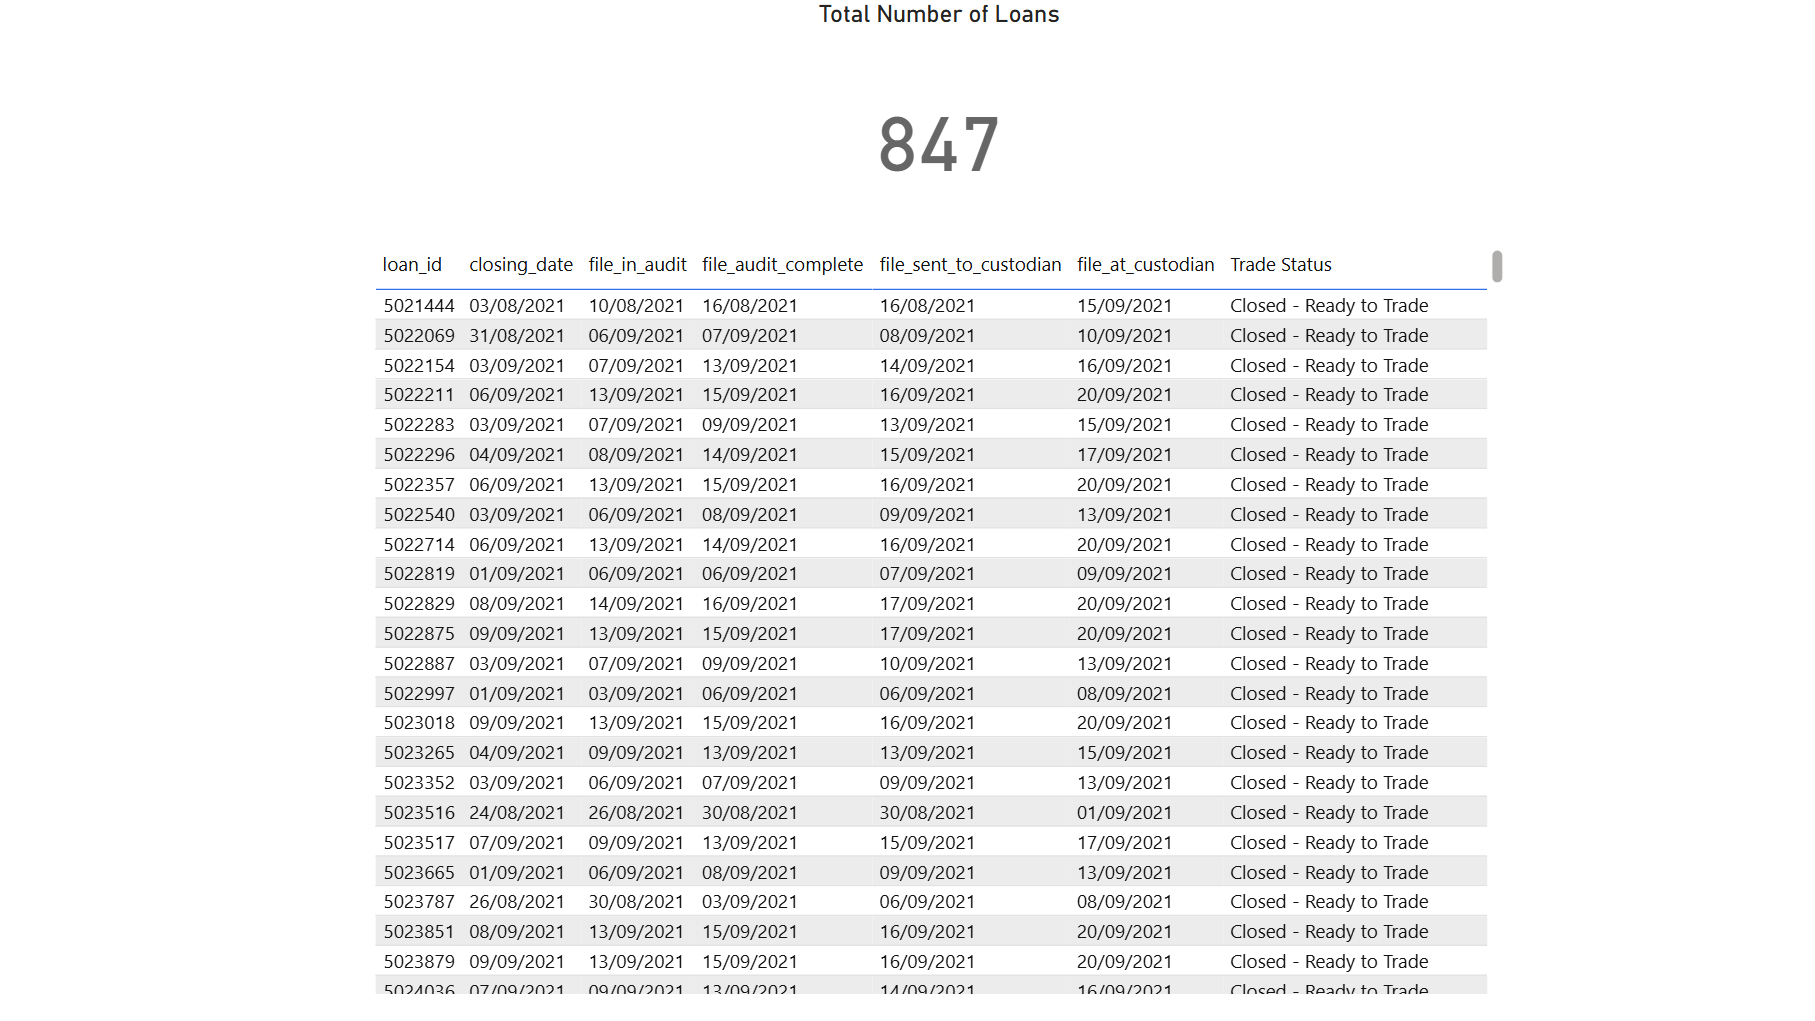 Total Number of Loans
847
loan_id closing_date file_in_audit file_audit_complete file_sent_to_custodian file_at_custodian Trade Status
5021444 03/08/2021 10/08/2021 16/08/2021 16/08/2021 15/09/2021 Closed - Ready to Trade
5022069 31/08/2021 06/09/2021 07/09/2021 08/09/2021 10/09/2021 Closed - Ready to Trade
5022154 03/09/2021 07/09/2021 13/09/2021 14/09/2021 16/09/2021 Closed - Ready to Trade
5022211 06/09/2021 13/09/2021 15/09/2021 16/09/2021 20/09/2021 Closed - Ready to Trade
5022283 03/09/2021 07/09/2021 09/09/2021 13/09/2021 15/09/2021 Closed - Ready to Trade
5022296 04/09/2021 08/09/2021 14/09/2021 15/09/2021 17/09/2021 Closed - Ready to Trade
5022357 06/09/2021 13/09/2021 15/09/2021 16/09/2021 20/09/2021 Closed - Ready to Trade
5022540 03/09/2021 06/09/2021 08/09/2021 09/09/2021 13/09/2021 Closed - Ready to Trade
5022714 06/09/2021 13/09/2021 14/09/2021 16/09/2021 20/09/2021 Closed - Ready to Trade
5022819 01/09/2021 06/09/2021 06/09/2021 07/09/2021 09/09/2021 Closed - Ready to Trade
5022829 08/09/2021 14/09/2021 16/09/2021 17/09/2021 20/09/2021 Closed - Ready to Trade
5022875 09/09/2021 13/09/2021 15/09/2021 17/09/2021 20/09/2021 Closed - Ready to Trade
5022887 03/09/2021 07/09/2021 09/09/2021 10/09/2021 13/09/2021 Closed - Ready to Trade
5022997 01/09/2021 03/09/2021 06/09/2021 06/09/2021 08/09/2021 Closed - Ready to Trade
5023018 09/09/2021 13/09/2021 15/09/2021 16/09/2021 20/09/2021 Closed - Ready to Trade
5023265 04/09/2021 09/09/2021 13/09/2021 13/09/2021 15/09/2021 Closed - Ready to Trade
5023352 03/09/2021 06/09/2021 07/09/2021 09/09/2021 13/09/2021 Closed - Ready to Trade
5023516 24/08/2021 26/08/2021 30/08/2021 30/08/2021 01/09/2021 Closed - Ready to Trade
5023517 07/09/2021 09/09/2021 13/09/2021 15/09/2021 17/09/2021 Closed - Ready to Trade
5023665 01/09/2021 06/09/2021 08/09/2021 09/09/2021 13/09/2021 Closed - Ready to Trade
5023787 26/08/2021 30/08/2021 03/09/2021 06/09/2021 08/09/2021 Closed - Ready to Trade
5023851 08/09/2021 13/09/2021 15/09/2021 16/09/2021 20/09/2021 Closed - Ready to Trade
5023879 09/09/2021 13/09/2021 15/09/2021 16/09/2021 20/09/2021 Closed - Ready to Trade
5024036 07/09/2021 09/09/2021 13/09/2021 14/09/2021 16/09/2021 Closed - Ready to Trade